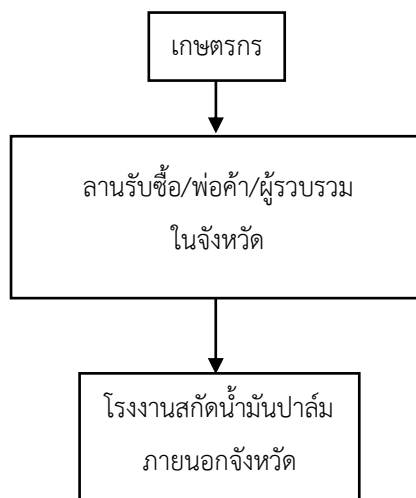 เกษตรกร
ลานรับซื้อ/พ่อค้า/ผู้รวบรวม
ในจังหวัด
โรงงานสกัดน้ำมันปาล์ม
ภายนอกจังหวัด